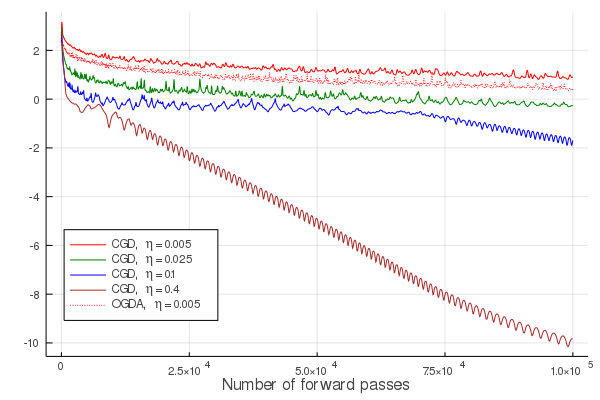 2
0
-2
-4
-6
-8
-10
CGD, η = 0.005
CGD, η = 0.025
CGD, η = 0.1
CGD, η = 0.4
OGDA, η = 0.005
0 2.5×10⁴ 5.0×10⁴ 7.5×10⁴ 1.0×10⁵
Number of forward passes